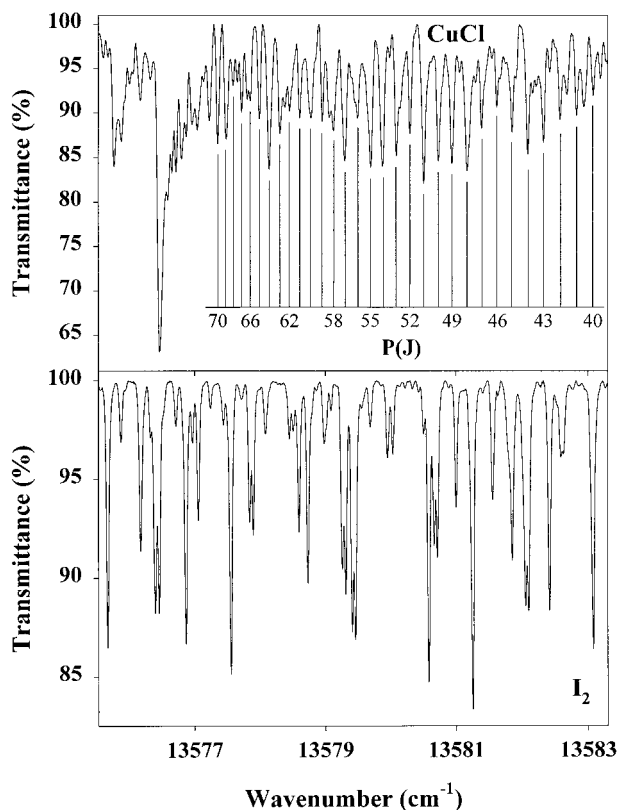 100
CuCl
95
90
85
80
75
70
65
Transmittance (%)
70 66 62 58 55 52 49 46 43 40
P(J)
100
95
90
85
Transmittance (%)
I2
13577 13579 13581 13583
Wavenumber (cm-1)